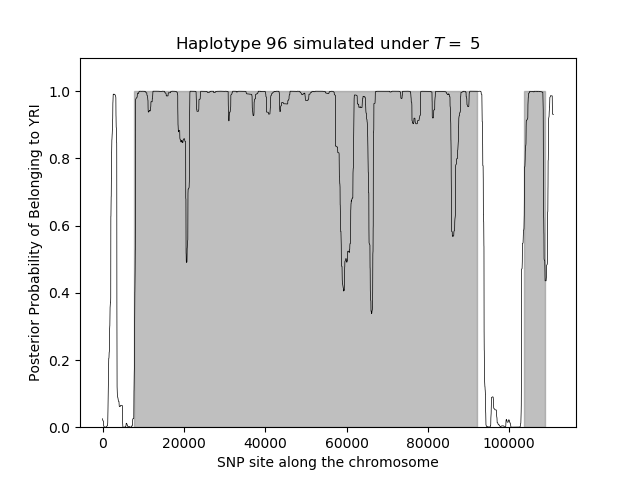 Haplotype 96 simulated under T = 5
Posterior Probability of Belonging to YRI
1.0
0.8
0.6
0.4
0.2
0.0
0 20000 40000 60000 80000 100000
SNP site along the chromosome